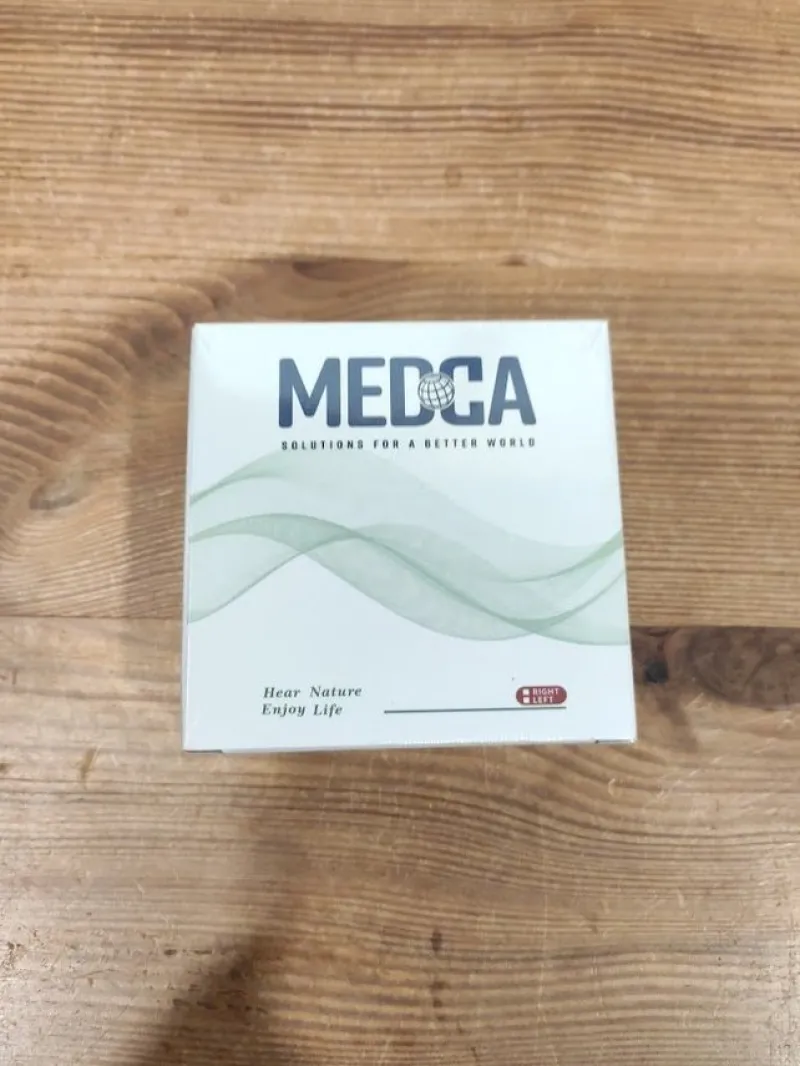 MEDCA
SOLUTIONS FOR A BETTER WORLD
Hear Nature
Enjoy Life
RIGHT
LEFT